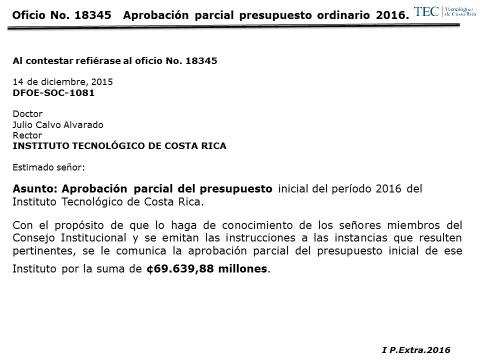 Oficio No. 18345 Aprobación parcial presupuesto ordinario 2016.
TEC Tecnológico
de Costa Rica
Al contestar refiérase al oficio No. 18345
14 de diciembre, 2015
DFOE-SOC-1081
Doctor
Julio Calvo Alvarado
Rector
INSTITUTO TECNOLÓGICO DE COSTA RICA
Estimado señor:
Asunto: Aprobación parcial del presupuesto inicial del período 2016 del
Instituto Tecnológico de Costa Rica.
Con el propósito de que lo haga de conocimiento de los señores miembros del
Consejo Institucional y se emitan las instrucciones a las instancias que resulten
pertinentes, se le comunica la aprobación parcial del presupuesto inicial de ese
Instituto por la suma de ¢69.639,88 millones.
I P.Extra.2016